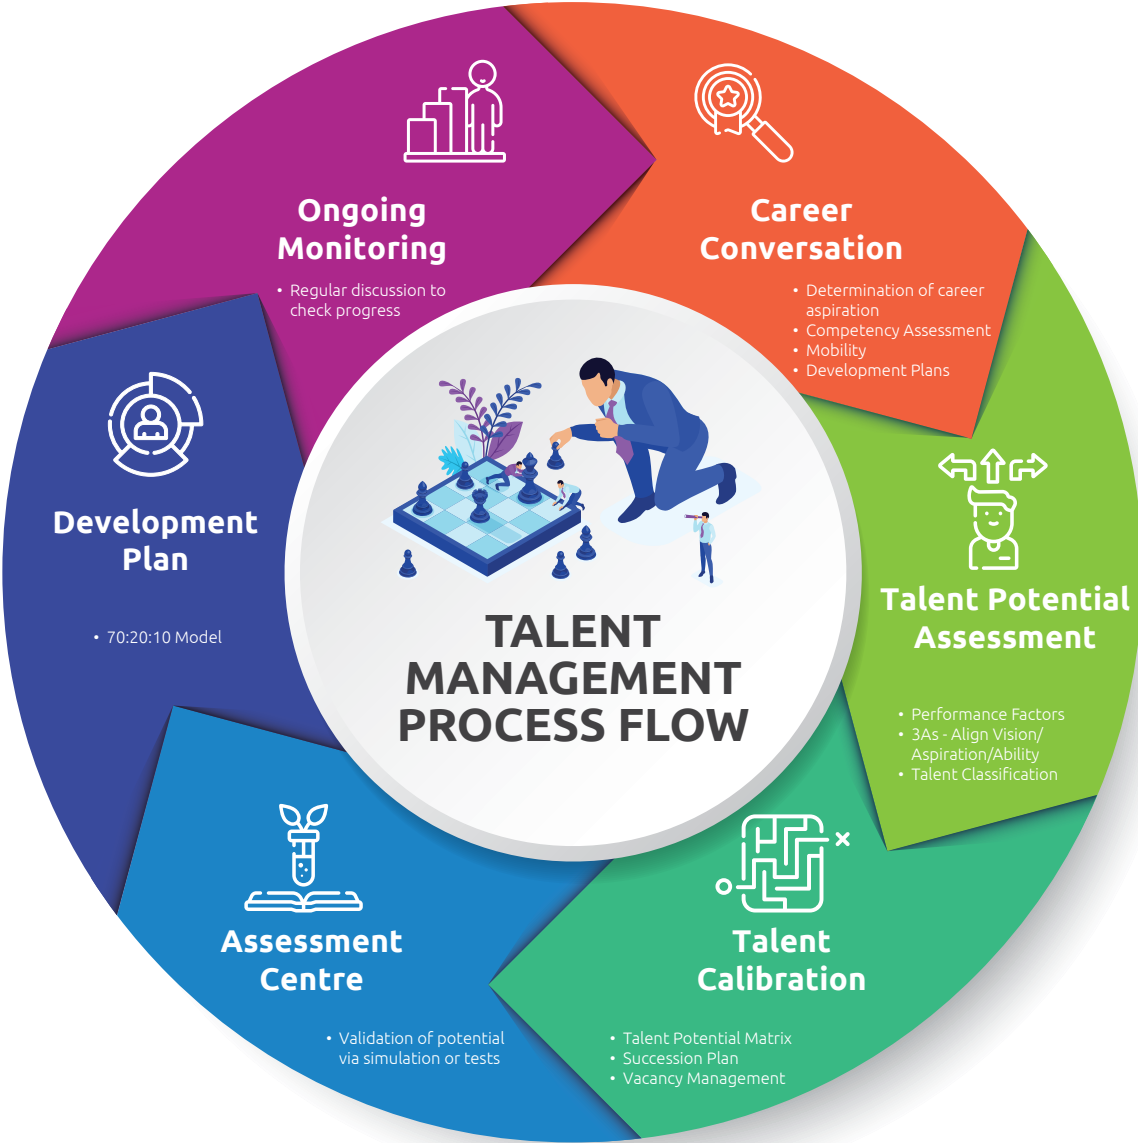 Ongoing
Monitoring
• Regular discussion to
check progress
Career
Conversation
• Determination of career
aspiration
• Competency Assessment
• Mobility
• Development Plans
Talent Potential
Assessment
• Performance Factors
• 3As - Align Vision/
Aspiration/Ability
• Talent Classification
Talent
Calibration
• Talent Potential Matrix
• Succession Plan
• Vacancy Management
Assessment
Centre
• Validation of potential
via simulation or tests
Development
Plan
• 70:20:10 Model
TALENT
MANAGEMENT
PROCESS FLOW